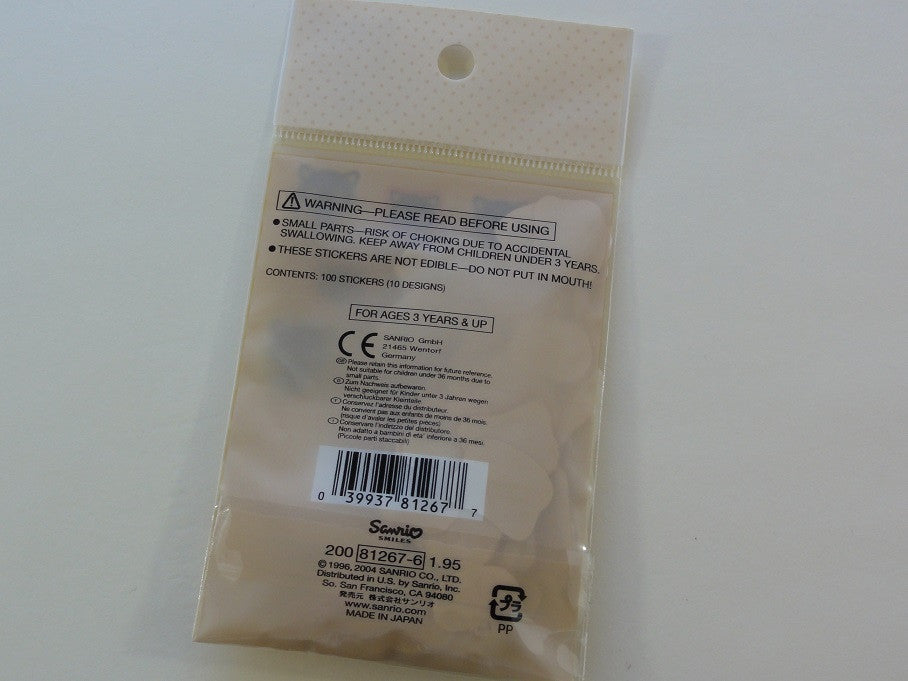 WARNING—PLEASE READ BEFORE USING
● SMALL PARTS—RISK OF CHOKING DUE TO ACCIDENTAL
SWALLOWING. KEEP AWAY FROM CHILDREN UNDER 3 YEARS.
● THESE STICKERS ARE NOT EDIBLE—DO NOT PUT IN MOUTH!
CONTENTS: 100 STICKERS (10 DESIGNS)
FOR AGES 3 YEARS & UP
CE
SANRIO GmbH
21465 Wentorf
Germany
GB Please retain this information for future reference.
Not suitable for children under 36 months due to
small parts.
D Zum Nachweis aufbewaren.
Nicht geeignet für Kinder unter 3 Jahren wegen
verschluckbarer Kleinteile.
F Conservez l'adresse du distributeur.
Ne convient pas aux enfants de moins de 36 mois.
(risque d'avaler les petites pièces)
I Conservare l'indirizzo del distributore.
Non adatto a bambini di eta' inferiore a 36 mesi.
(Piccole parti staccabili)
0 39937 81267 7
Sanrio
SMILES
200 81267-6 1.95
© 1996, 2004 SANRIO CO., LTD.
Distributed in U.S. by Sanrio, Inc.
So. San Francisco, CA 94080
発売元 株式会社サンリオ
www.sanrio.com
MADE IN JAPAN
プラ
PP